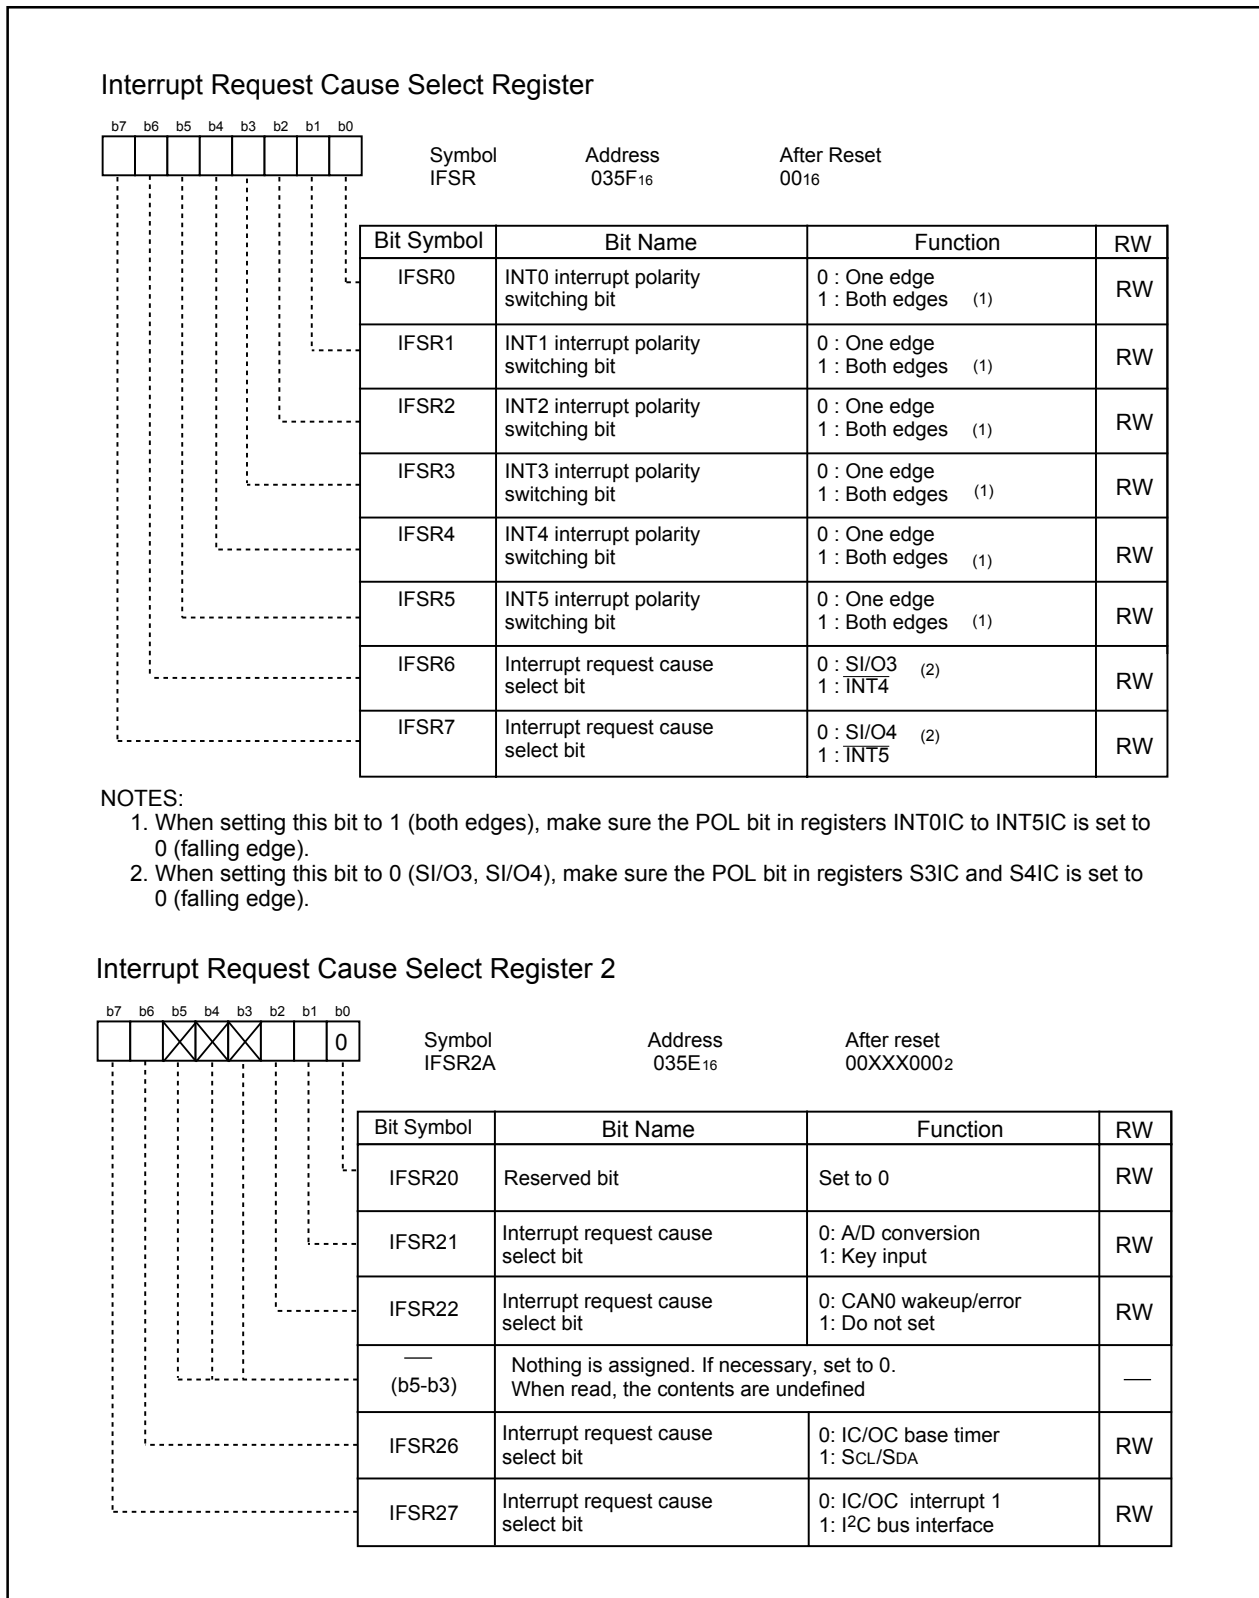 Interrupt Request Cause Select Register
b7 b6 b5 b4 b3 b2 b1 b0
Symbol Address After Reset
IFSR 035F16 0016
Bit Symbol Bit Name Function RW
IFSR0 INT0 interrupt polarity switching bit 0 : One edge
1 : Both edges (1) RW
IFSR1 INT1 interrupt polarity switching bit 0 : One edge
1 : Both edges (1) RW
IFSR2 INT2 interrupt polarity switching bit 0 : One edge
1 : Both edges (1) RW
IFSR3 INT3 interrupt polarity switching bit 0 : One edge
1 : Both edges (1) RW
IFSR4 INT4 interrupt polarity switching bit 0 : One edge
1 : Both edges (1) RW
IFSR5 INT5 interrupt polarity switching bit 0 : One edge
1 : Both edges (1) RW
IFSR6 Interrupt request cause select bit 0 : SI/O3 (2)
1 : INT4 RW
IFSR7 Interrupt request cause select bit 0 : SI/O4 (2)
1 : INT5 RW
NOTES:
1. When setting this bit to 1 (both edges), make sure the POL bit in registers INT0IC to INT5IC is set to
0 (falling edge).
2. When setting this bit to 0 (SI/O3, SI/O4), make sure the POL bit in registers S3IC and S4IC is set to
0 (falling edge).
Interrupt Request Cause Select Register 2
b7 b6 b5 b4 b3 b2 b1 b0
0
Symbol Address After reset
IFSR2A 035E16 00XXX0002
Bit Symbol Bit Name Function RW
IFSR20 Reserved bit Set to 0 RW
IFSR21 Interrupt request cause select bit 0: A/D conversion
1: Key input RW
IFSR22 Interrupt request cause select bit 0: CAN0 wakeup/error
1: Do not set RW
— (b5-b3) Nothing is assigned. If necessary, set to 0.
When read, the contents are undefined —
IFSR26 Interrupt request cause select bit 0: IC/OC base timer
1: SCL/SDA RW
IFSR27 Interrupt request cause select bit 0: IC/OC interrupt 1
1: I2C bus interface RW